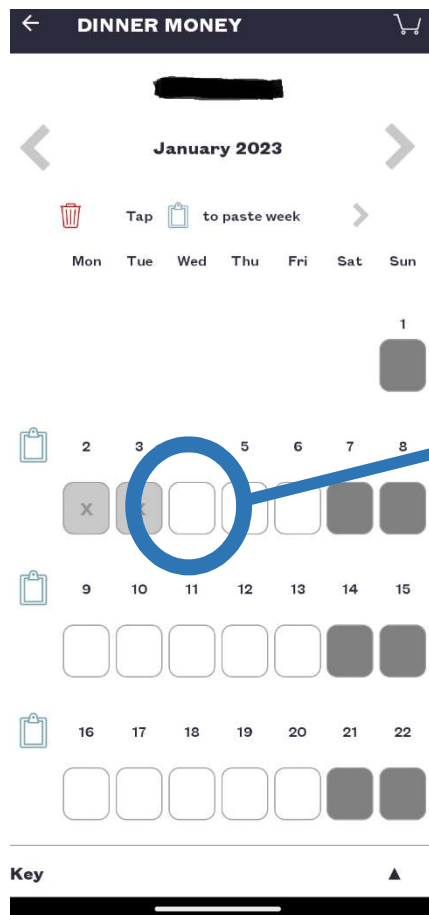 DINNER MONEY
January 2023
Tap to paste week
Mon Tue Wed Thu Fri Sat Sun
1
2 3 5 6 7 8
X
9 10 11 12 13 14 15
16 17 18 19 20 21 22
Key